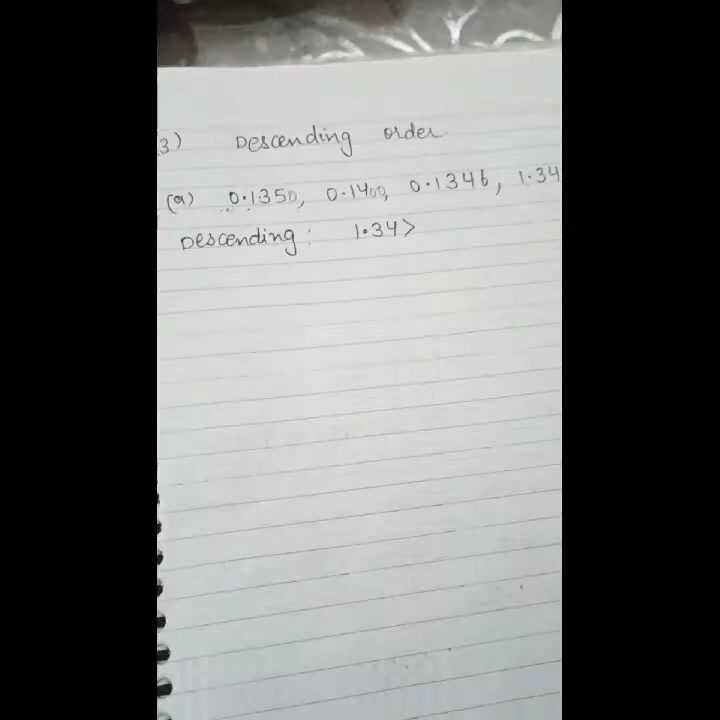 3) Descending order.
(a) 0.1350, 0.1400, 0.1346, 1.34
Descending: 1.34>